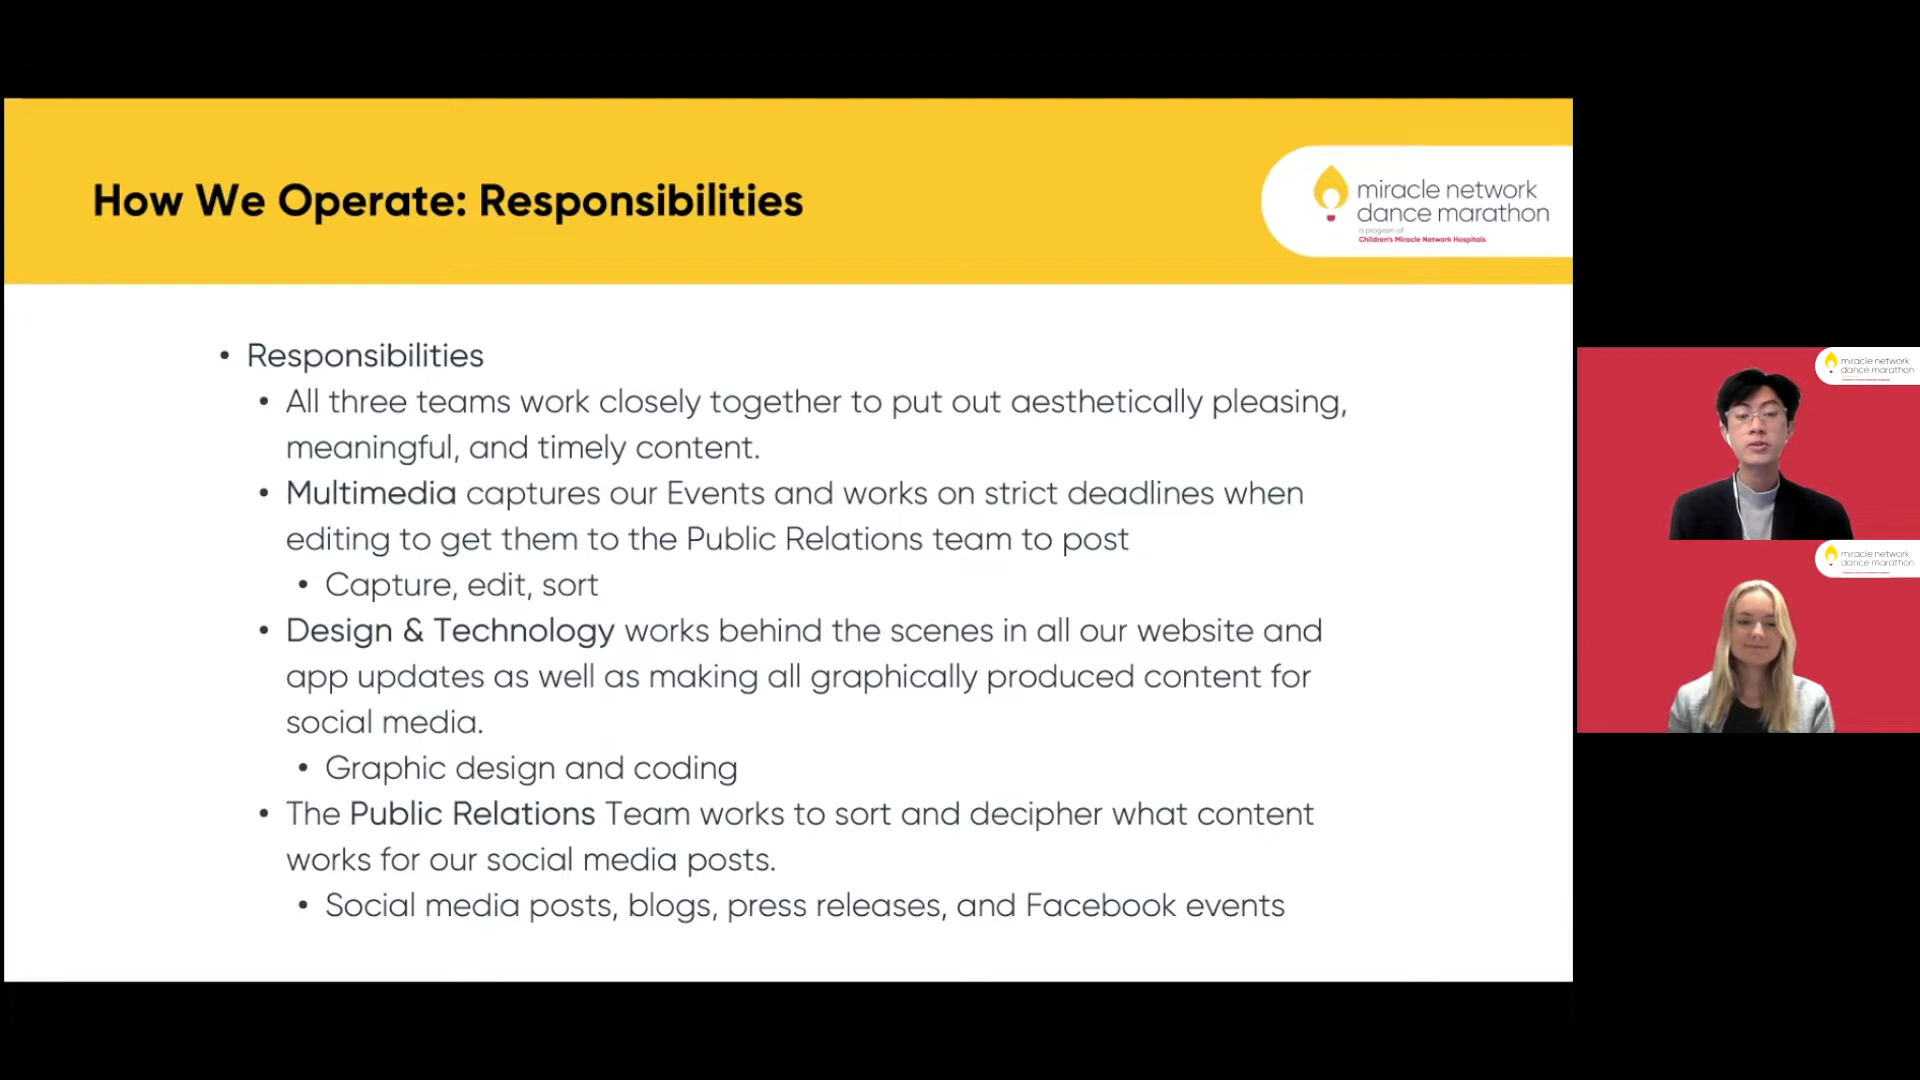 How We Operate: Responsibilities
miracle network
dance marathon
a program of
Children's Miracle Network Hospitals
• Responsibilities
• All three teams work closely together to put out aesthetically pleasing,
meaningful, and timely content.
• Multimedia captures our Events and works on strict deadlines when
editing to get them to the Public Relations team to post
• Capture, edit, sort
• Design & Technology works behind the scenes in all our website and
app updates as well as making all graphically produced content for
social media.
• Graphic design and coding
• The Public Relations Team works to sort and decipher what content
works for our social media posts.
• Social media posts, blogs, press releases, and Facebook events
miracle network
dance marathon
miracle network
dance marathon